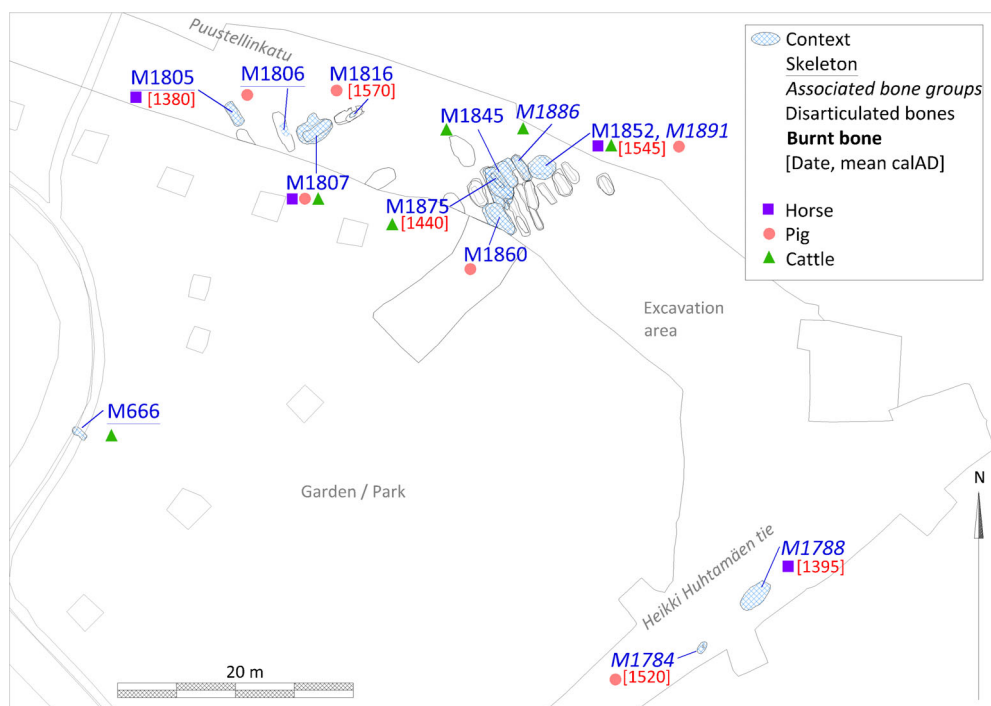 Puustellinkatu
M1805
[1380]
M1806
M1816
[1570]
M1845
M1886
M1852, M1891
[1545]
M1807
M1875
[1440]
M1860
Context
Skeleton
Associated bone groups
Disarticulated bones
Burnt bone
[Date, mean calAD]
Horse
Pig
Cattle
Excavation
area
M666
Garden / Park
N
Heikki Huhtamäen tie
M1788
[1395]
M1784
[1520]
20 m